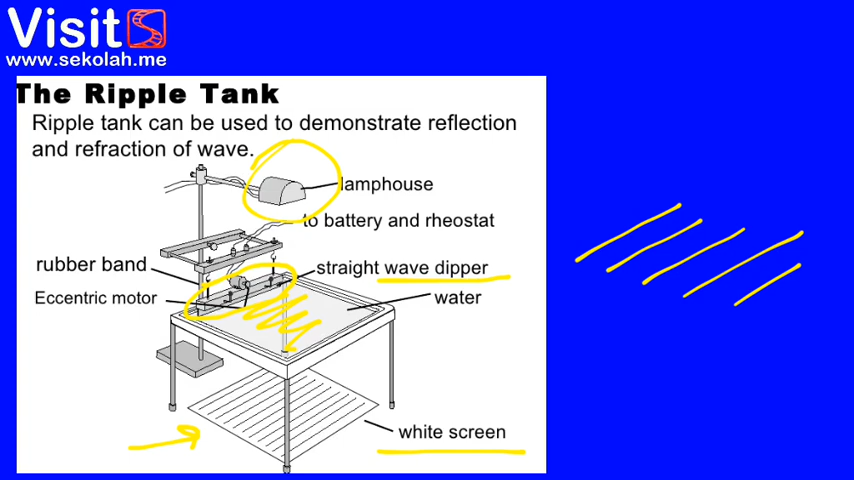 Visit S
www.sekolah.me
The Ripple Tank
Ripple tank can be used to demonstrate reflection
and refraction of wave.
lamphouse
to battery and rheostat
rubber band
straight wave dipper
Eccentric motor
water
white screen